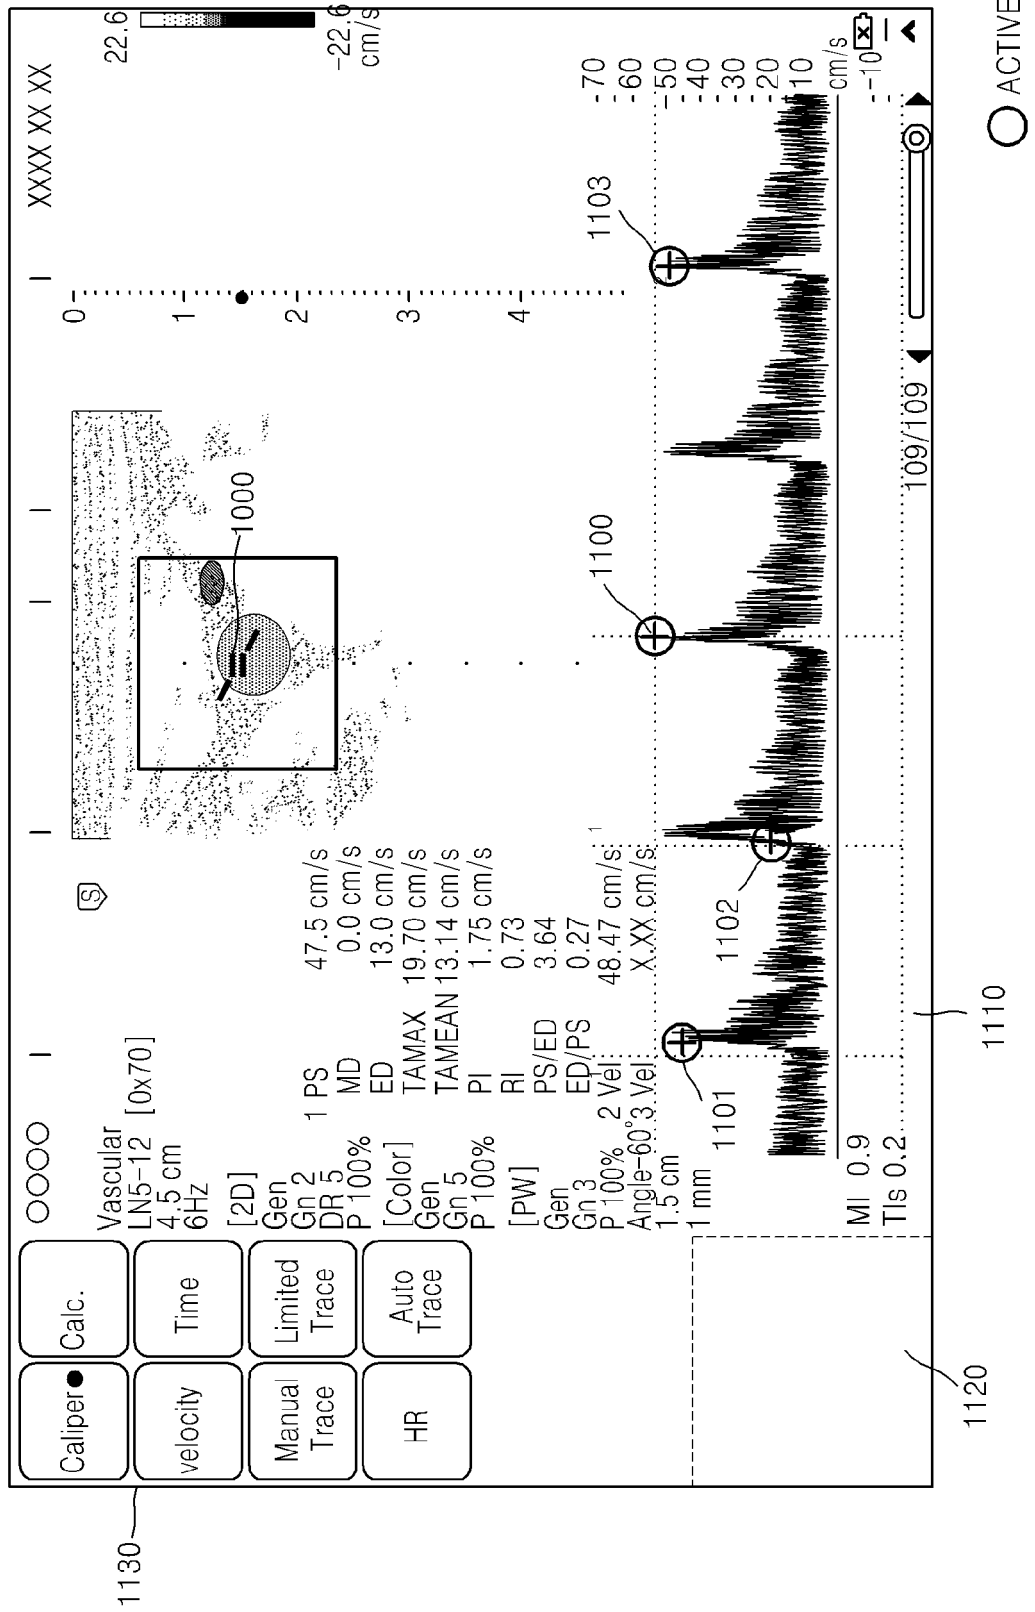 ○○○○
XXXX XX XX
1130
Caliper● Calc.
velocity Time
Manual Trace
Limited Trace
HR
Auto Trace
1120
Vascular
LN5-12 [0x70]
4.5 cm
6Hz
[2D]
Gen
Gn 2
DR 5
P 100%
[Color]
Gen
Gn 5
P 100%
[PW]
Gen
Gn 3
P 100%
Angle-60°
1.5 cm
1 mm
1 PS 47.5 cm/s
MD 0.0 cm/s
ED 13.0 cm/s
TAMAX 19.70 cm/s
TAMEAN 13.14 cm/s
PI 1.75 cm/s
RI 0.73
PS/ED 3.64
ED/PS 0.27
2 Vel 48.47 cm/s
3 Vel X.XX cm/s
S
1000
0
1
2
3
4
22.6
-22.6
cm/s
1
1101
1102
1100
1103
-70
-60
-50
-40
-30
-20
-10
cm/s
--10
x
MI 0.9
TIs 0.2
1110
109/109
○ ACTIVE